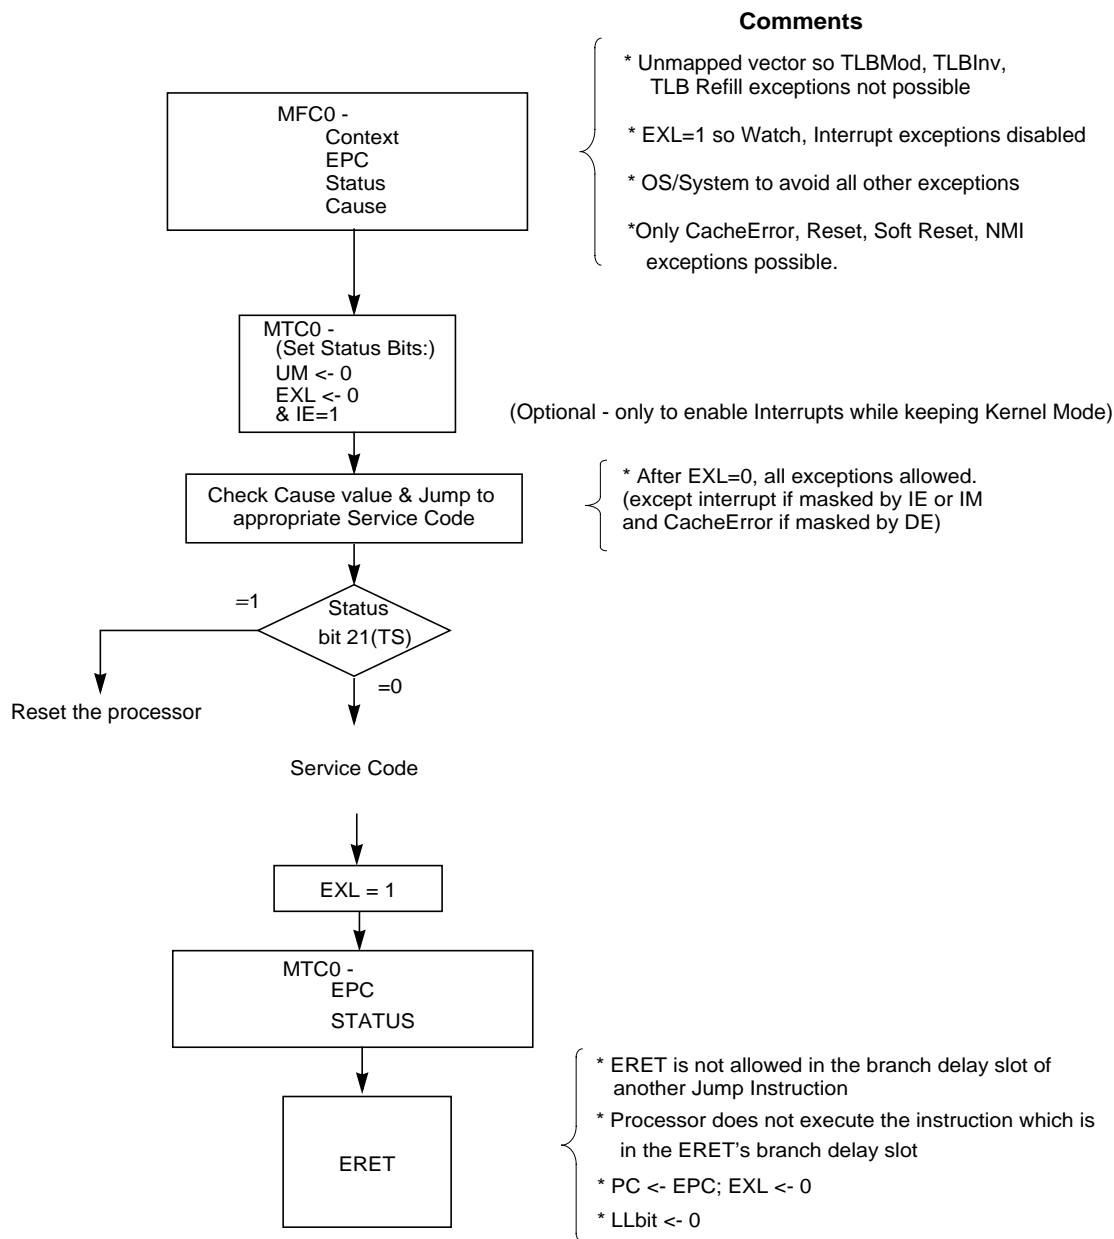 Comments
* Unmapped vector so TLBMod, TLBInv,
TLB Refill exceptions not possible
* EXL=1 so Watch, Interrupt exceptions disabled
* OS/System to avoid all other exceptions
*Only CacheError, Reset, Soft Reset, NMI
exceptions possible.
MFC0 -
Context
EPC
Status
Cause
MTC0 -
(Set Status Bits:)
UM <- 0
EXL <- 0
& IE=1
(Optional - only to enable Interrupts while keeping Kernel Mode)
Check Cause value & Jump to
appropriate Service Code
* After EXL=0, all exceptions allowed.
(except interrupt if masked by IE or IM
and CacheError if masked by DE)
=1
Status
bit 21(TS)
=0
Reset the processor
Service Code
EXL = 1
MTC0 -
EPC
STATUS
ERET
* ERET is not allowed in the branch delay slot of
another Jump Instruction
* Processor does not execute the instruction which is
in the ERET's branch delay slot
* PC <- EPC; EXL <- 0
* LLbit <- 0